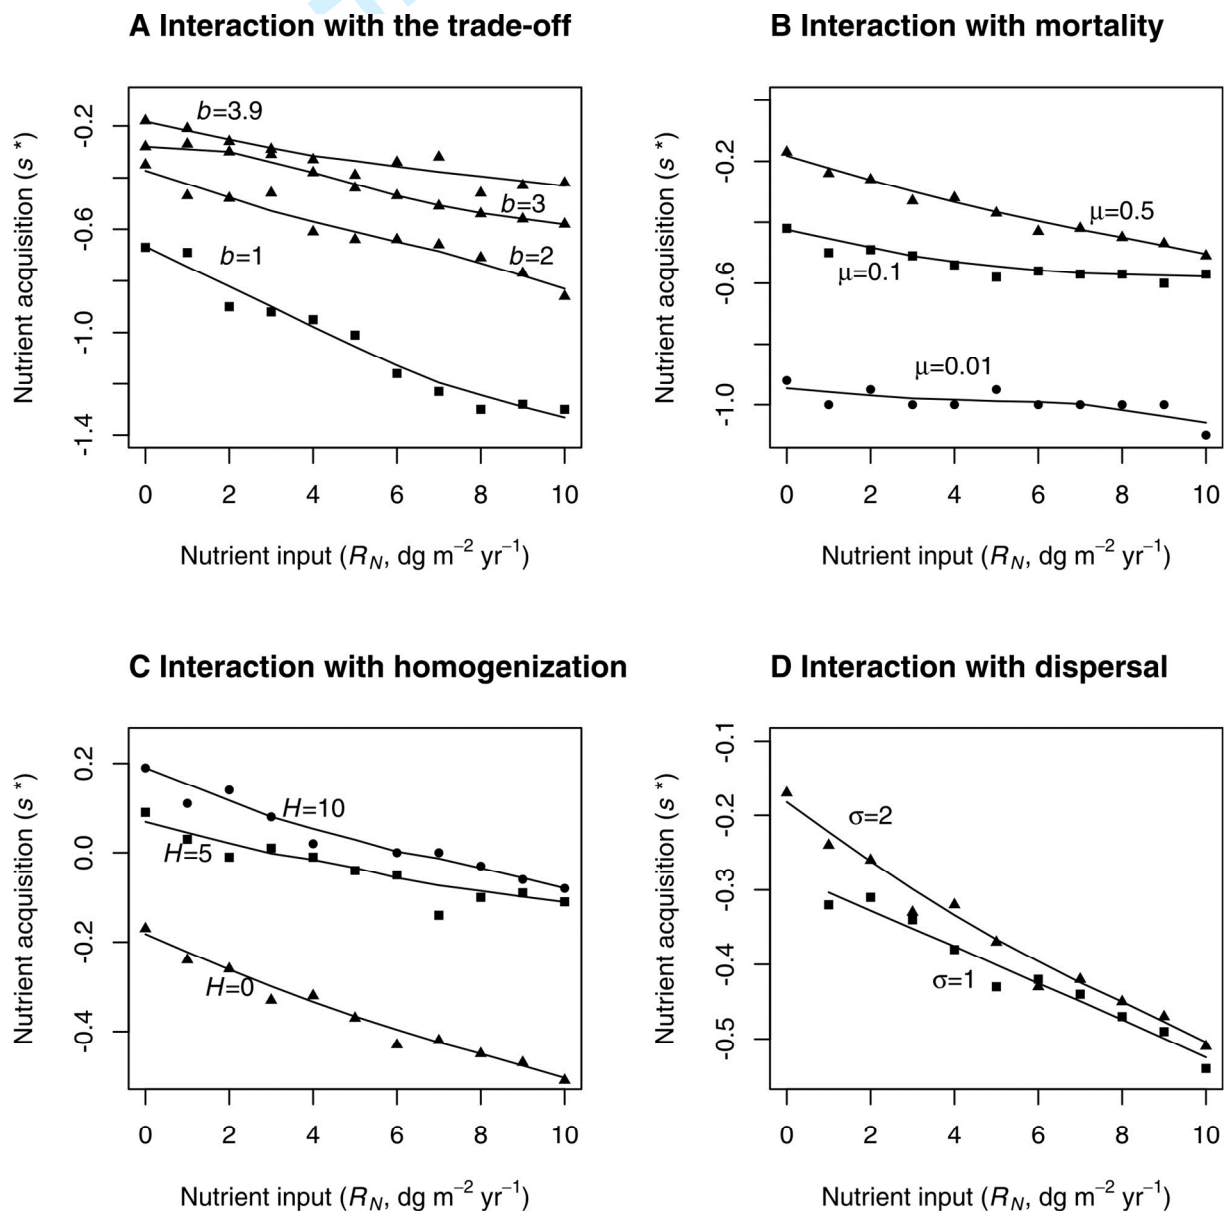 A Interaction with the trade-off
Nutrient acquisition (s *)
-0.2
-0.6
-1.0
-1.4
b=3.9
b=3
b=2
b=1
0 2 4 6 8 10
Nutrient input (R_N, dg m⁻² yr⁻¹)
B Interaction with mortality
Nutrient acquisition (s *)
-0.2
-0.6
-1.0
μ=0.5
μ=0.1
μ=0.01
0 2 4 6 8 10
Nutrient input (R_N, dg m⁻² yr⁻¹)
C Interaction with homogenization
Nutrient acquisition (s *)
0.2
0.0
-0.2
-0.4
H=10
H=5
H=0
0 2 4 6 8 10
Nutrient input (R_N, dg m⁻² yr⁻¹)
D Interaction with dispersal
Nutrient acquisition (s *)
-0.1
-0.2
-0.3
-0.4
-0.5
σ=2
σ=1
0 2 4 6 8 10
Nutrient input (R_N, dg m⁻² yr⁻¹)